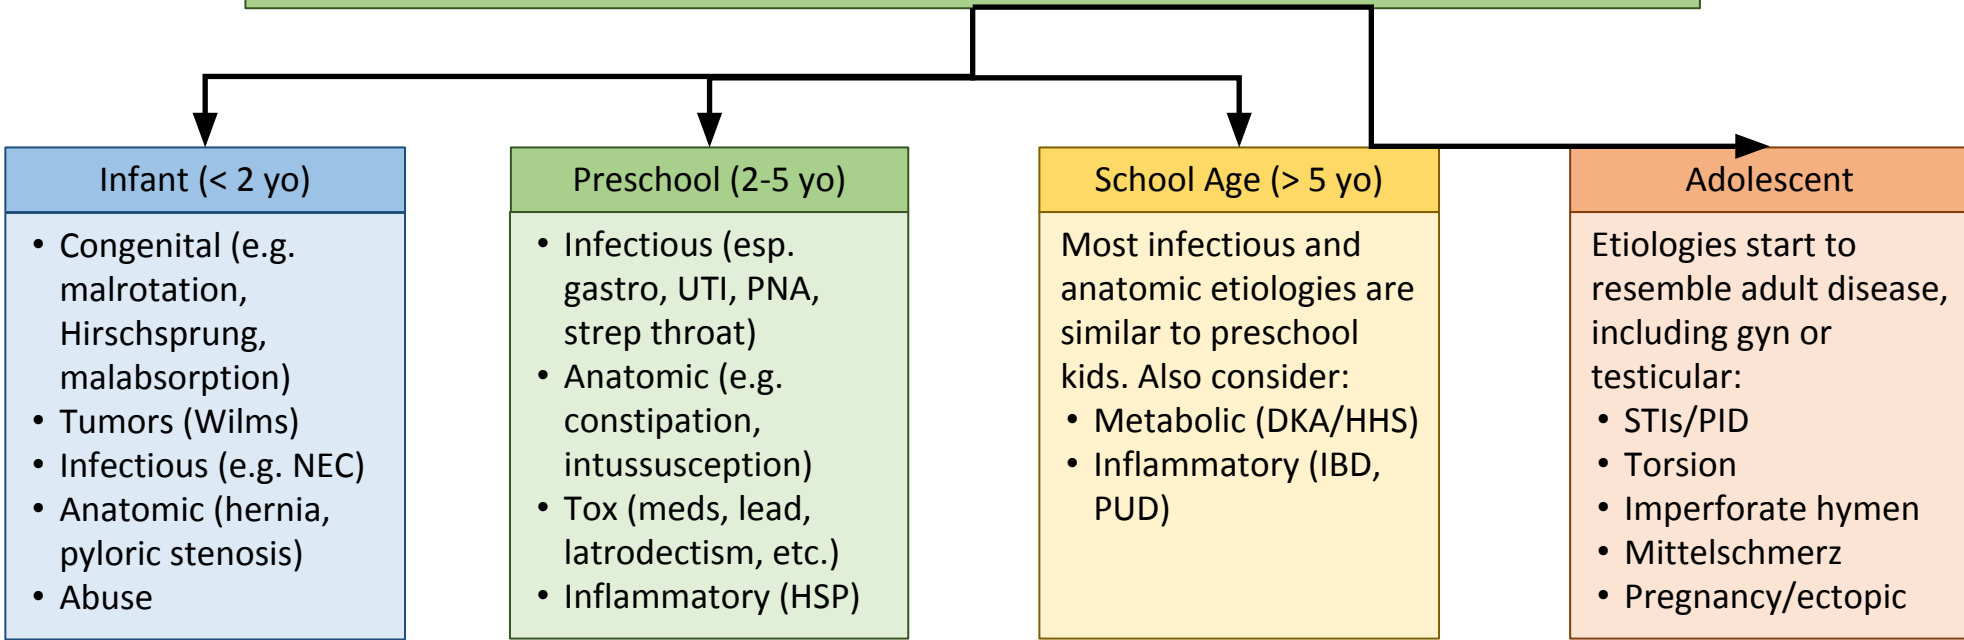 Infant (< 2 yo)
• Congenital (e.g.
malrotation,
Hirschsprung,
malabsorption)
• Tumors (Wilms)
• Infectious (e.g. NEC)
• Anatomic (hernia,
pyloric stenosis)
• Abuse
Preschool (2-5 yo)
• Infectious (esp.
gastro, UTI, PNA,
strep throat)
• Anatomic (e.g.
constipation,
intussusception)
• Tox (meds, lead,
latrodectism, etc.)
• Inflammatory (HSP)
School Age (> 5 yo)
Most infectious and
anatomic etiologies are
similar to preschool
kids. Also consider:
• Metabolic (DKA/HHS)
• Inflammatory (IBD,
PUD)
Adolescent
Etiologies start to
resemble adult disease,
including gyn or
testicular:
• STIs/PID
• Torsion
• Imperforate hymen
• Mittelschmerz
• Pregnancy/ectopic